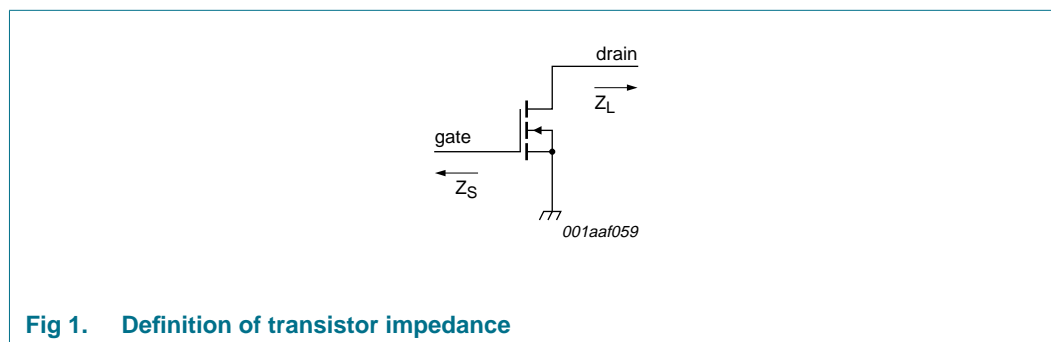 drain
Z_L
gate
Z_S
001aaf059
Fig 1. Definition of transistor impedance